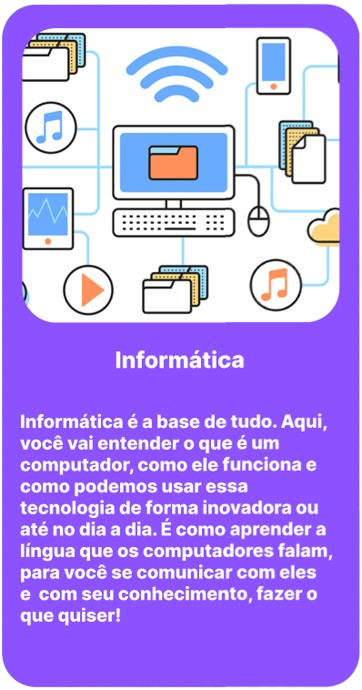 Informática
Informática é a base de tudo. Aqui,
você vai entender o que é um
computador, como ele funciona e
como podemos usar essa
tecnologia de forma inovadora ou
até no dia a dia. É como aprender a
língua que os computadores falam,
para você se comunicar com eles
e  com seu conhecimento, fazer o
que quiser!